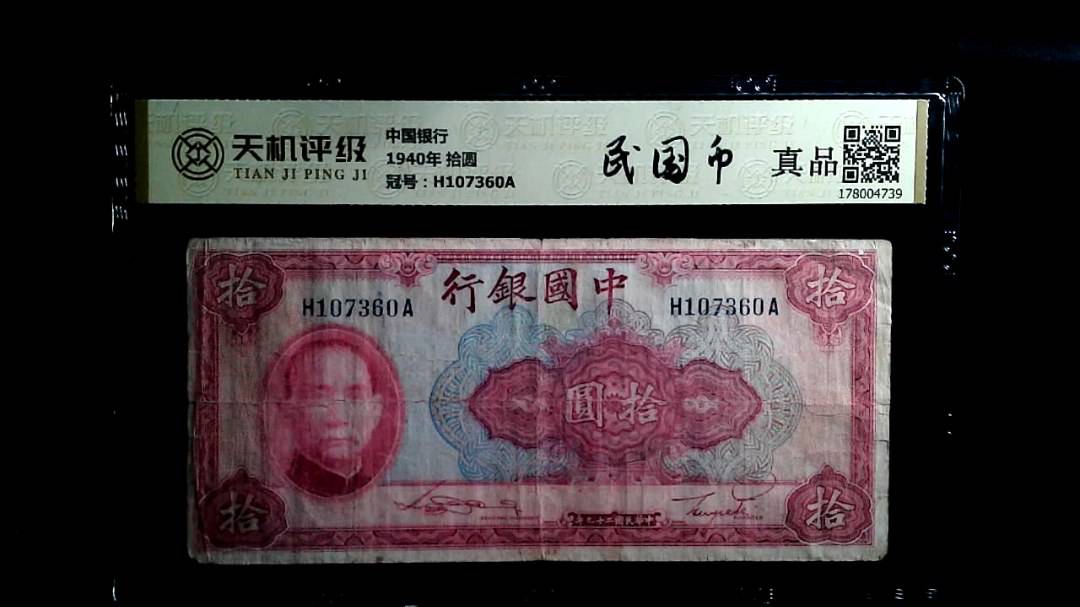 天机评级
TIAN JI PING JI
中国银行
1940年 拾圆
冠号：H107360A
民国币
真品
178004739
拾
行銀國中
拾
H107360A
H107360A
圓拾
拾
拾